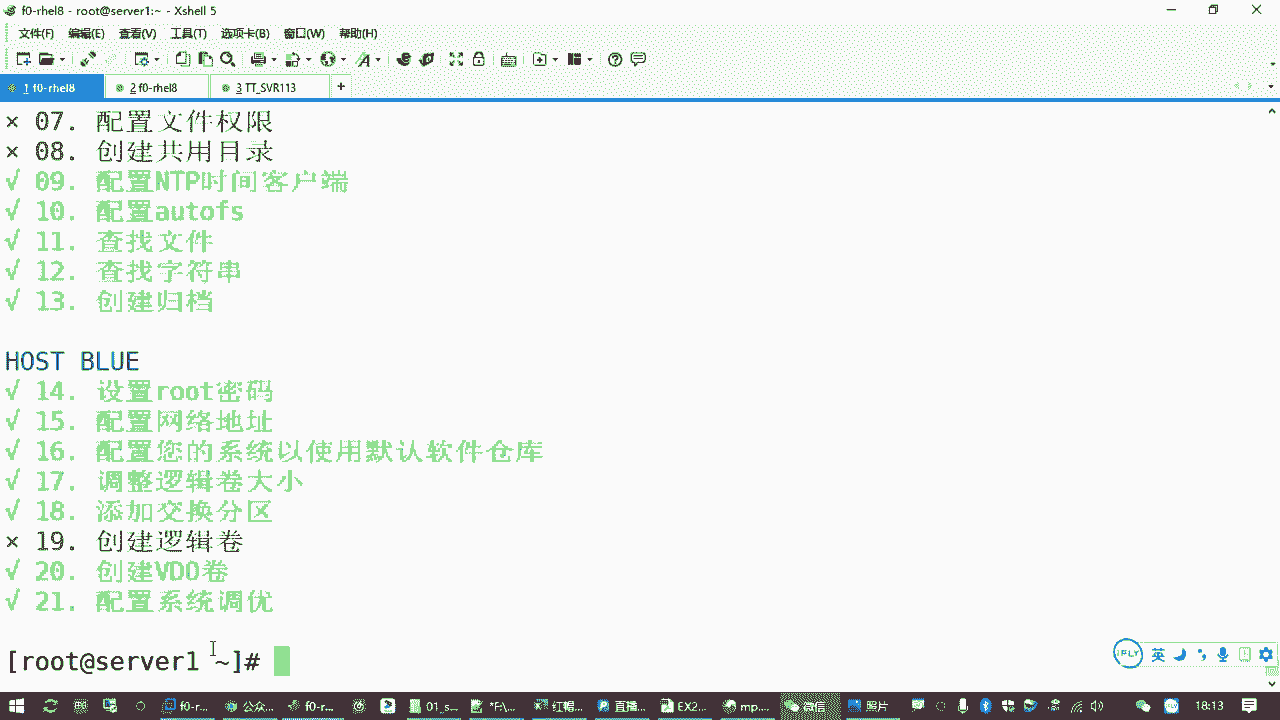 f0-rhel8 - root@server1:~ - Xshell 5
文件(F) 编辑(E) 查看(V) 工具(T) 选项卡(B) 窗口(W) 帮助(H)
1 f0-rhel8 2 f0-rhel8 3 TT_SVR113 +
× 07. 配置文件权限
× 08. 创建共用目录
√ 09. 配置NTP时间客户端
√ 10. 配置autofs
√ 11. 查找文件
√ 12. 查找字符串
√ 13. 创建归档
HOST BLUE
√ 14. 设置root密码
√ 15. 配置网络地址
√ 16. 配置您的系统以使用默认软件仓库
√ 17. 调整逻辑卷大小
√ 18. 添加交换分区
× 19. 创建逻辑卷
√ 20. 创建VDO卷
√ 21. 配置系统调优
[root@server1 ~]#
iFLY 英
f0-r... 公众... f0-r... 01_s... *F\... 红帽... 直播... EX2... mp... 微信 照片 英 18:13